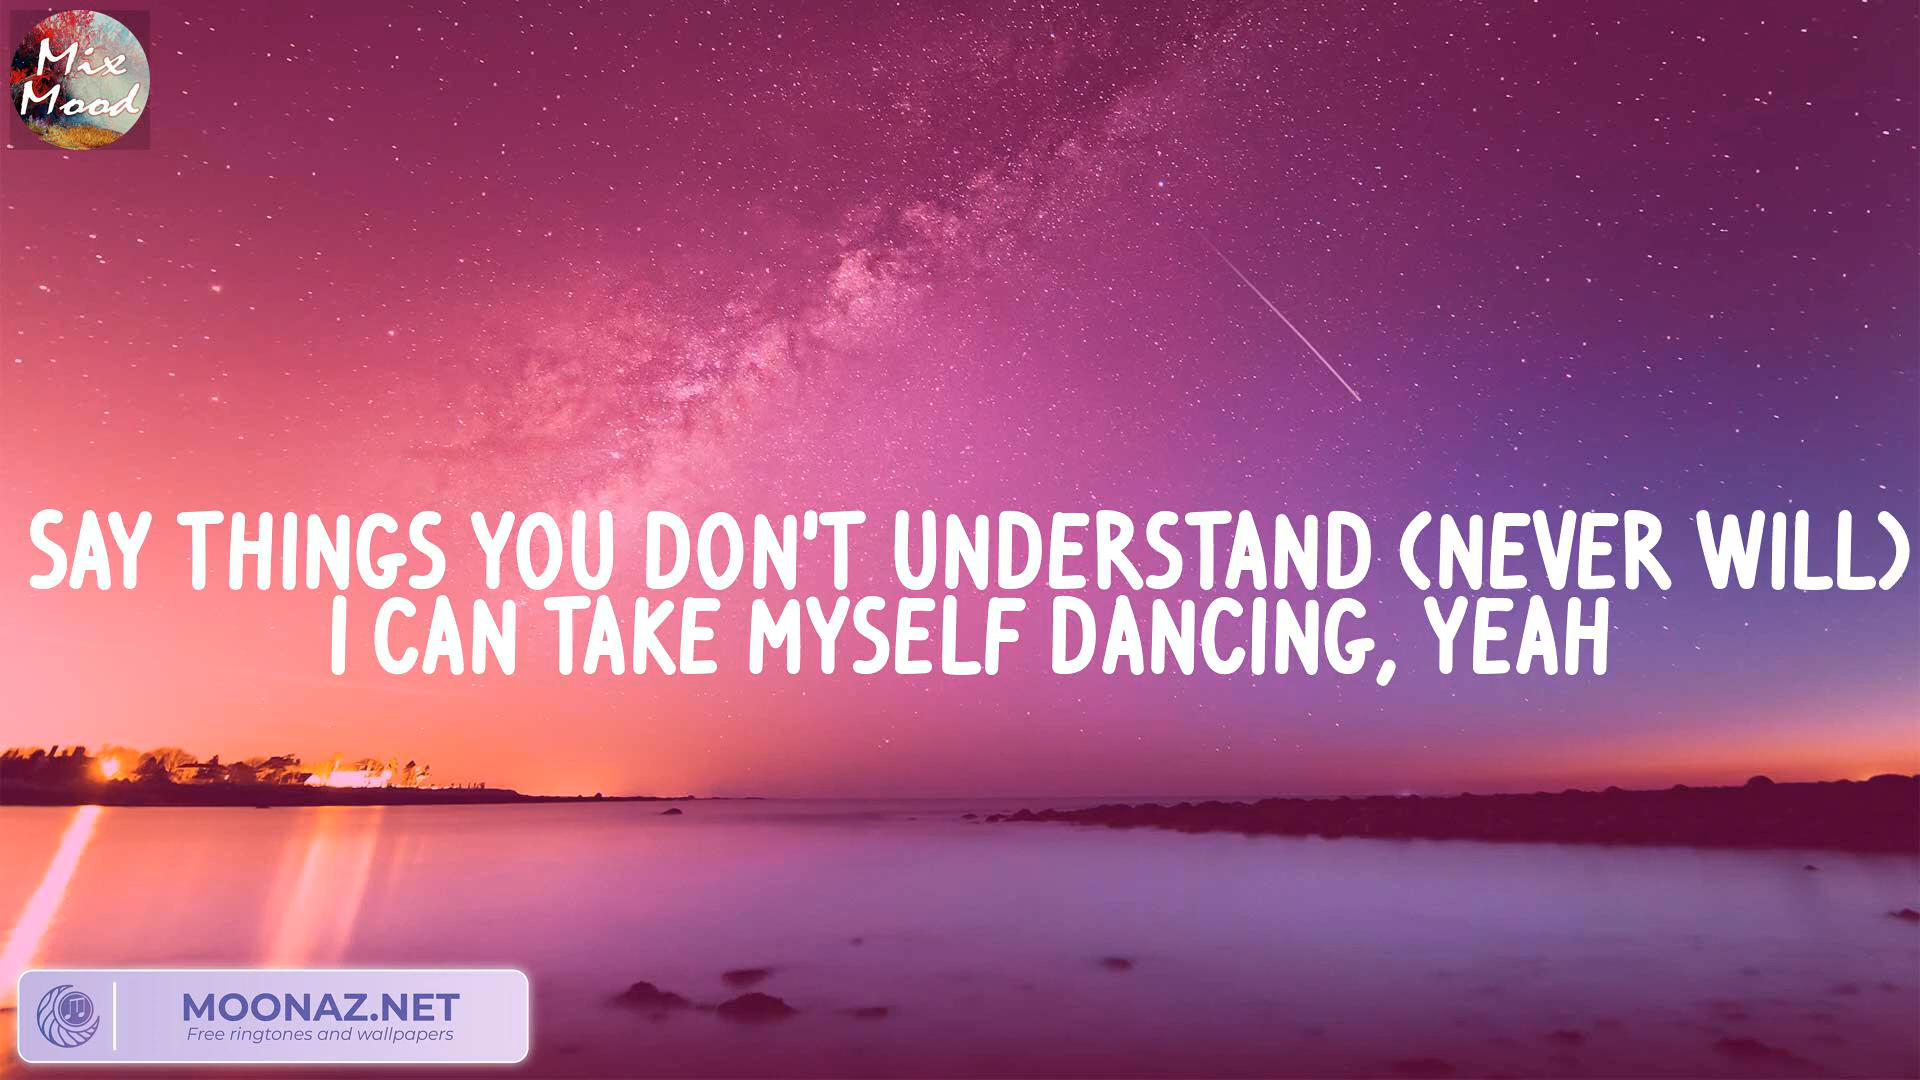 Mix
Mood
SAY THINGS YOU DON'T UNDERSTAND (NEVER WILL)
I CAN TAKE MYSELF DANCING, YEAH
MOONAZ.NET
Free ringtones and wallpapers